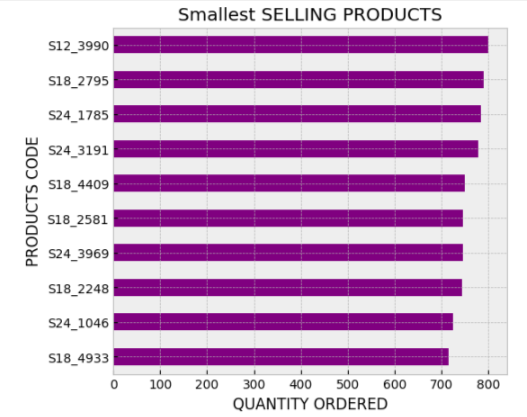 Smallest SELLING PRODUCTS
PRODUCTS CODE
S12_3990
S18_2795
S24_1785
S24_3191
S18_4409
S18_2581
S24_3969
S18_2248
S24_1046
S18_4933
0 100 200 300 400 500 600 700 800
QUANTITY ORDERED